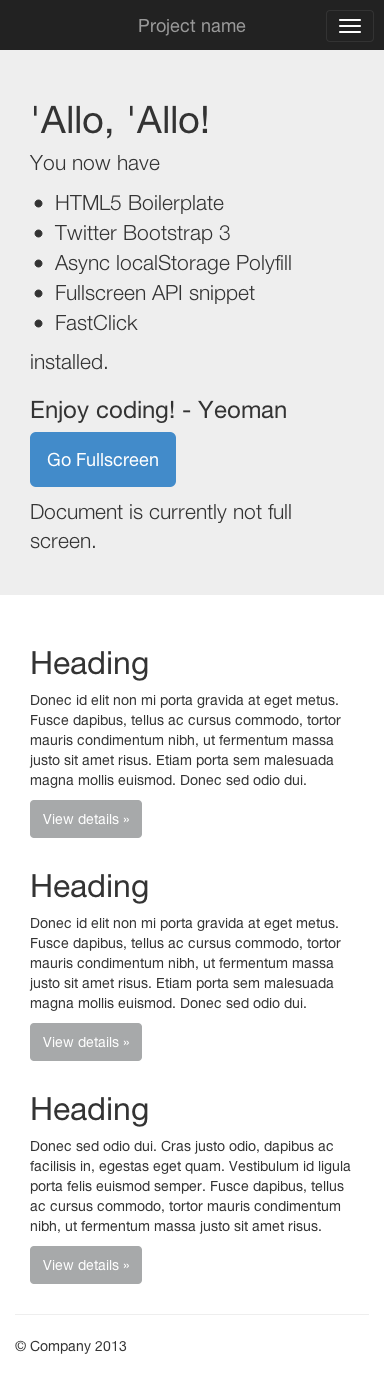 Project name
'Allo, 'Allo!
You now have
• HTML5 Boilerplate
• Twitter Bootstrap 3
• Async localStorage Polyfill
• Fullscreen API snippet
• FastClick
installed.
Enjoy coding! - Yeoman
Go Fullscreen
Document is currently not full
screen.
Heading
Donec id elit non mi porta gravida at eget metus.
Fusce dapibus, tellus ac cursus commodo, tortor
mauris condimentum nibh, ut fermentum massa
justo sit amet risus. Etiam porta sem malesuada
magna mollis euismod. Donec sed odio dui.
View details »
Heading
Donec id elit non mi porta gravida at eget metus.
Fusce dapibus, tellus ac cursus commodo, tortor
mauris condimentum nibh, ut fermentum massa
justo sit amet risus. Etiam porta sem malesuada
magna mollis euismod. Donec sed odio dui.
View details »
Heading
Donec sed odio dui. Cras justo odio, dapibus ac
facilisis in, egestas eget quam. Vestibulum id ligula
porta felis euismod semper. Fusce dapibus, tellus
ac cursus commodo, tortor mauris condimentum
nibh, ut fermentum massa justo sit amet risus.
View details »
© Company 2013